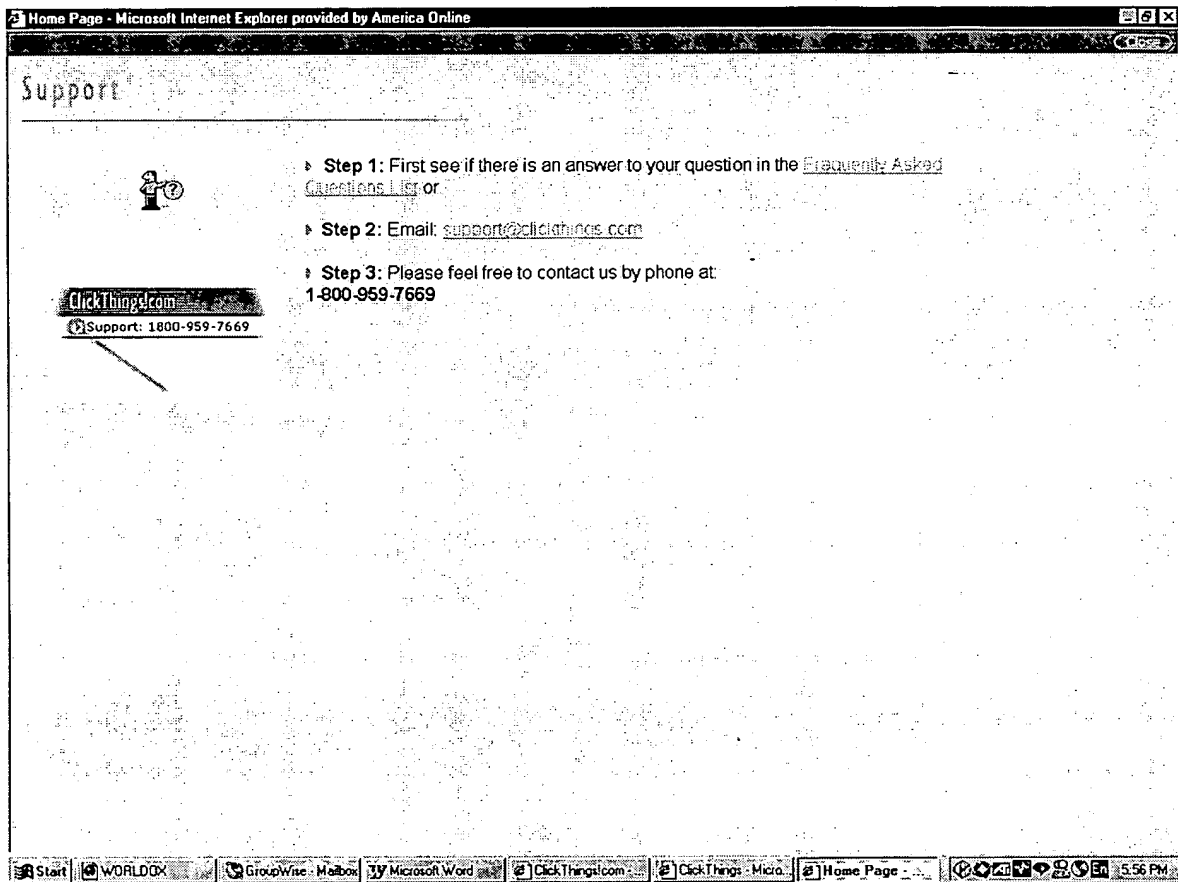 Home Page - Microsoft Internet Explorer provided by America Online
Close
Support
Step 1: First see if there is an answer to your question in the Frequently Asked
Questions List or
?
Step 2: Email: support@clickthings.com
Step 3: Please feel free to contact us by phone at:
1-800-959-7669
ClickThings!com
Support: 1800-959-7669
Start
WORLDOX
GroupWise - Mailbox
Microsoft Word
ClickThings!com -
ClickThings - Micro...
Home Page - ...
En
5:56 PM